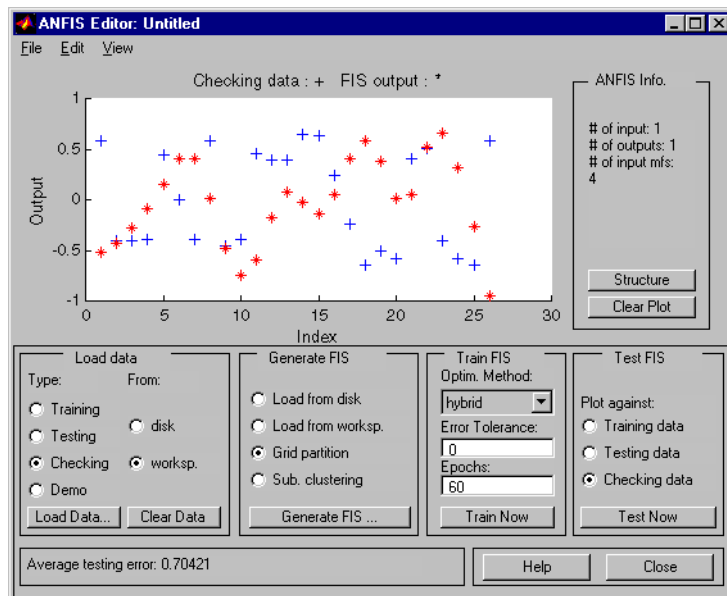 ANFIS Editor: Untitled
File Edit View
Checking data : + FIS output : *
1
0.5
0
-0.5
-1
Output
0 5 10 15 20 25 30
Index
ANFIS Info.
# of input: 1
# of outputs: 1
# of input mfs:
4
Structure
Clear Plot
Load data
Type: From:
Training
Testing
Checking
Demo
disk
worksp.
Load Data... Clear Data
Generate FIS
Load from disk
Load from worksp.
Grid partition
Sub. clustering
Generate FIS ...
Train FIS
Optim. Method:
hybrid
Error Tolerance:
0
Epochs:
60
Train Now
Test FIS
Plot against:
Training data
Testing data
Checking data
Test Now
Average testing error: 0.70421
Help Close